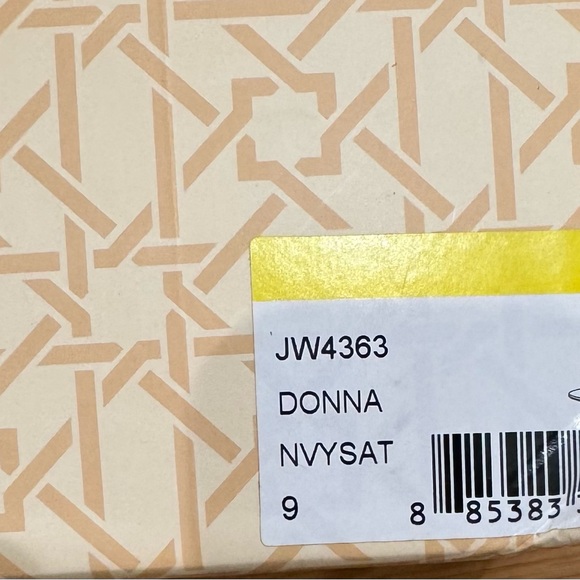 JW4363
DONNA
NVYSAT
9
8 85383